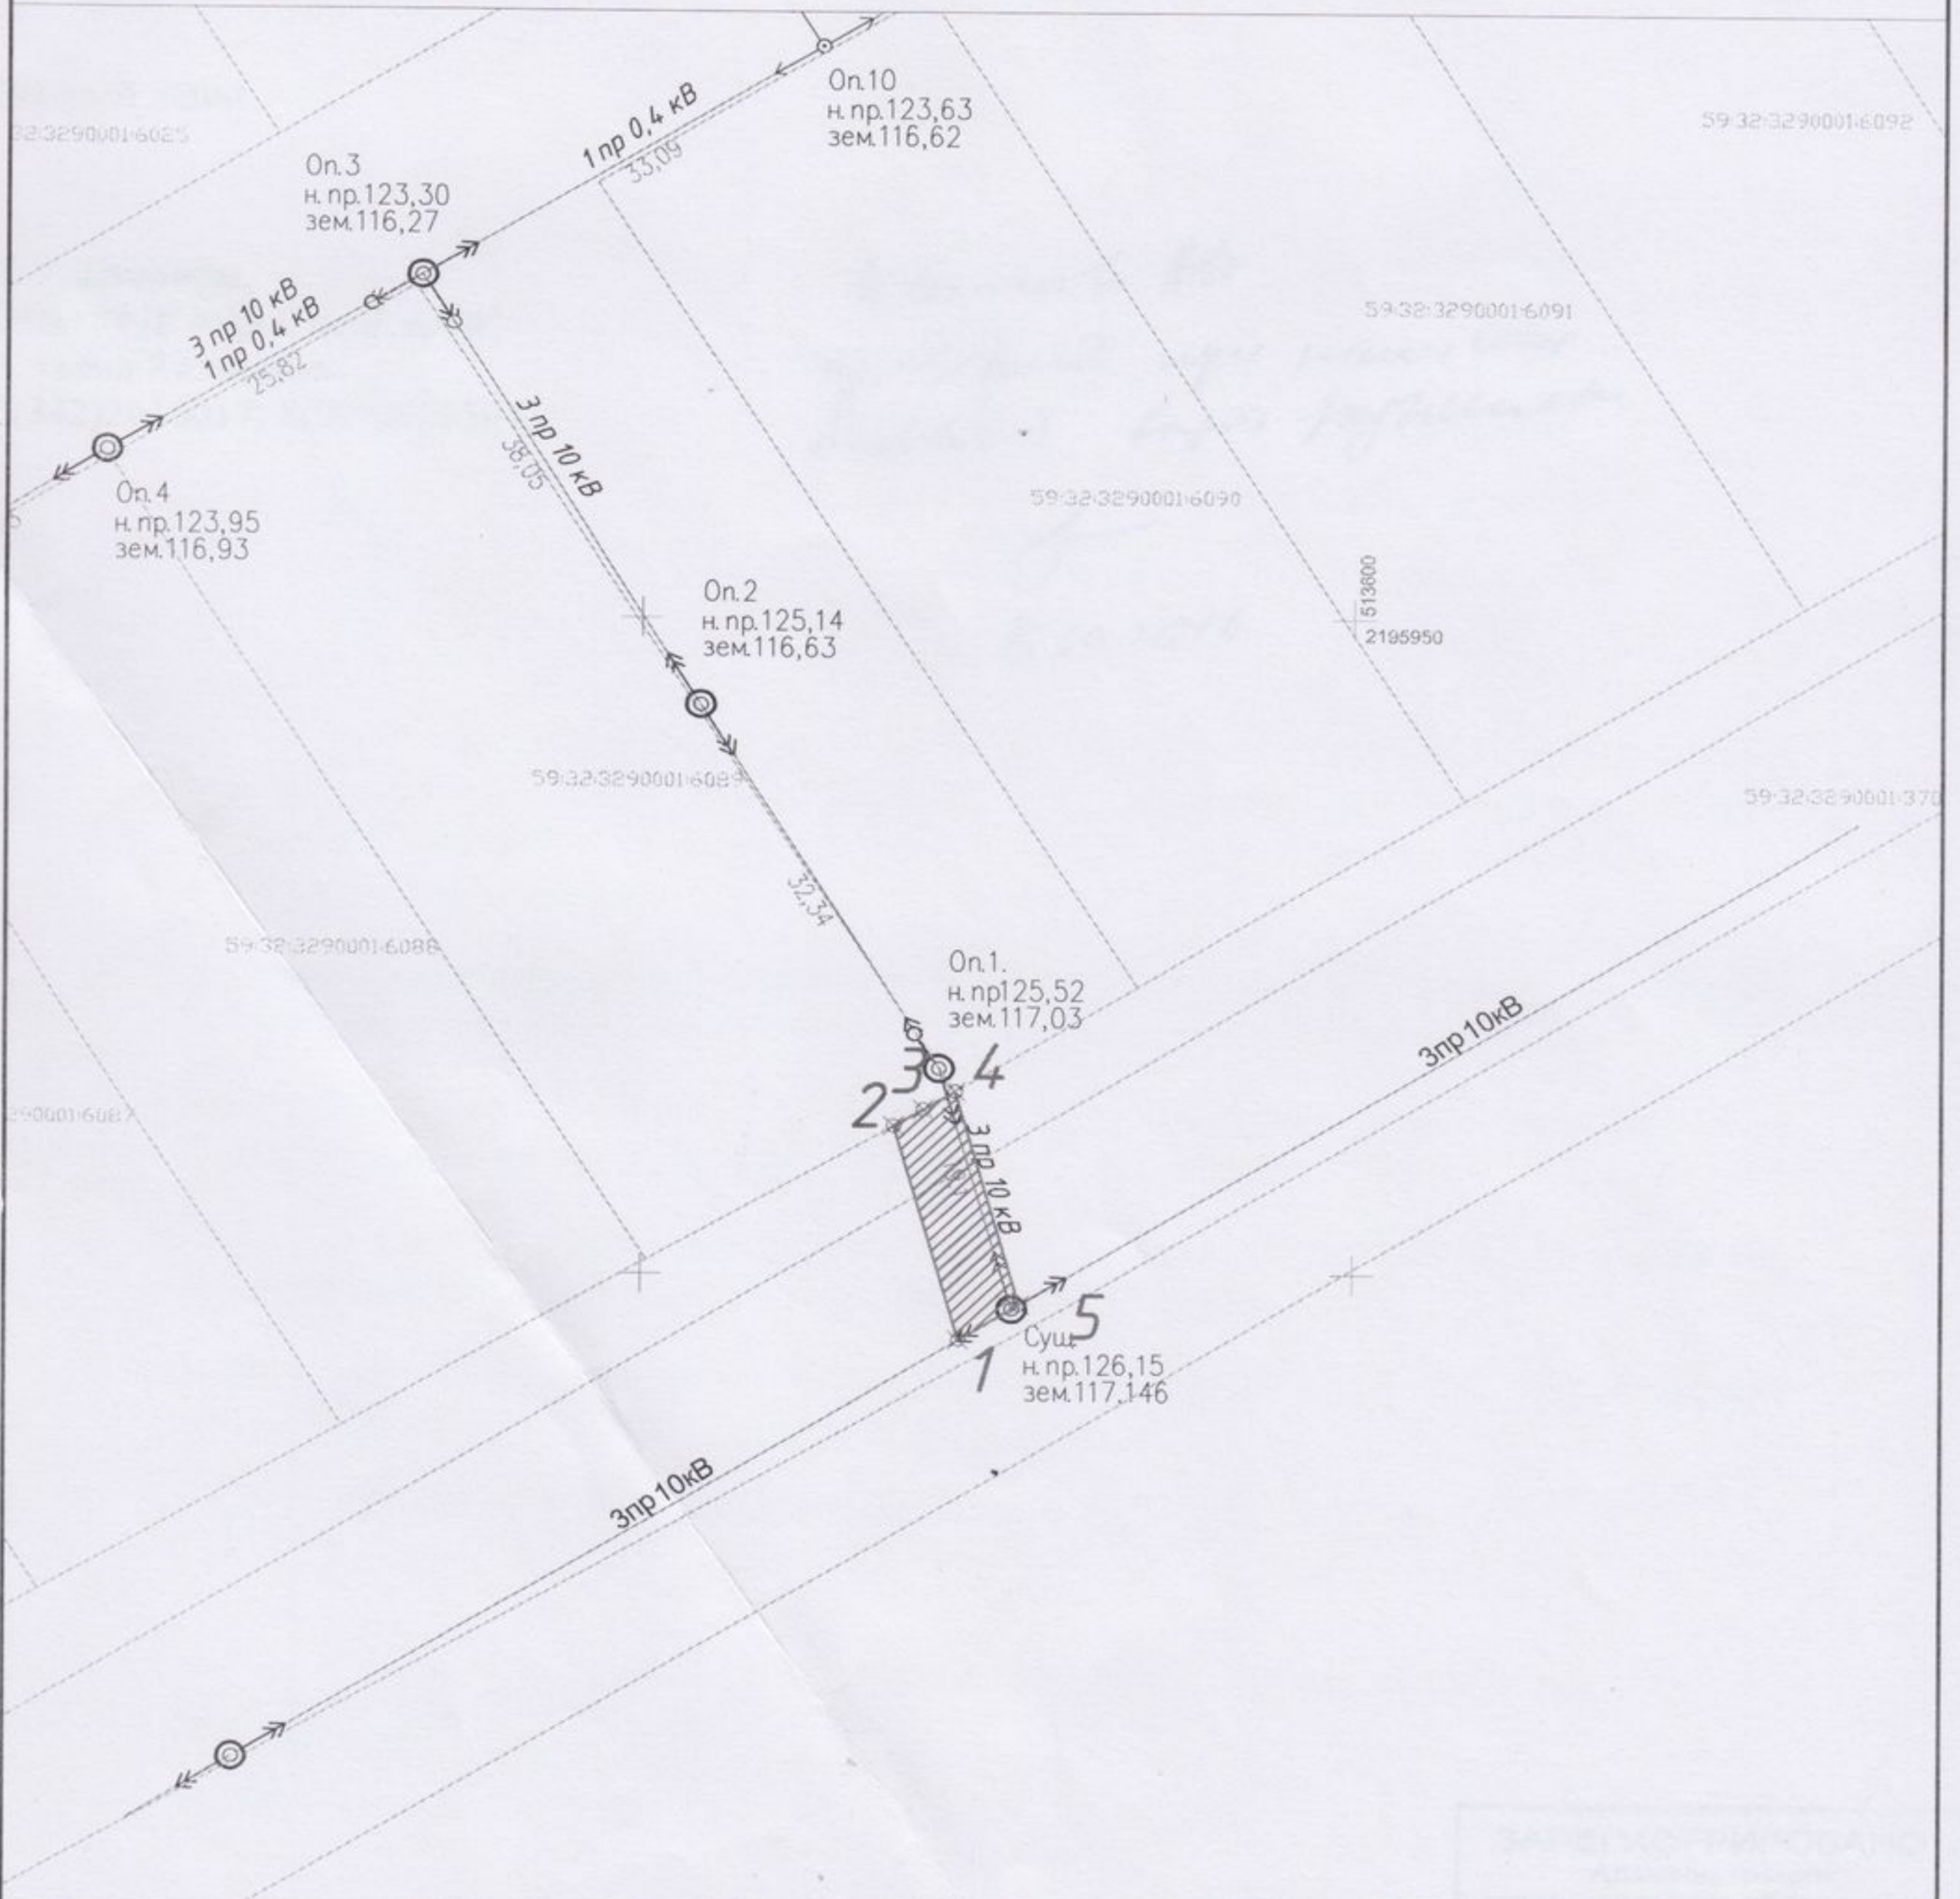 Оп.10
н. пр.123,63
зем.116,62
59:32:3290001:6092
32:3290001:6025
1 пр 0,4 кВ
33,09
Оп.3
н. пр.123,30
зем.116,27
3 пр 10 кВ
1 пр 0,4 кВ
25,82
59:32:3290001:6091
3 пр 10 кВ
38,05
Оп.4
н. пр.123,95
зем.116,93
59:32:3290001:6090
513600
2195950
Оп.2
н. пр.125,14
зем.116,63
59:32:3290001:6089
59:32:3290001:370
32,34
59:32:3290001:6088
Оп.1.
н. пр125,52
зем.117,03
3пр10кВ
3
4
2
290001:6087
3 пр 10 кВ
5
Сущ.
1
н. пр.126,15
зем.117.146
3пр10кВ